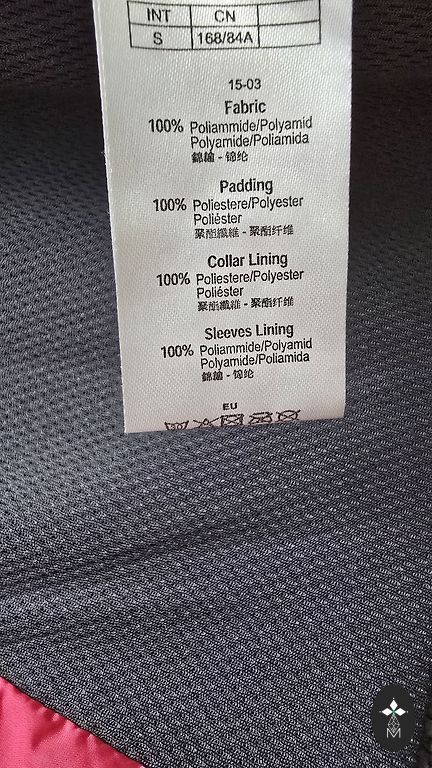 INT CN
S 168/84A
15-03
Fabric
100% Poliammide/Polyamid
Polyamide/Poliamida
錦綸 - 锦纶
Padding
100% Poliestere/Polyester
Poliéster
聚酯纖維 - 聚酯纤维
Collar Lining
100% Poliestere/Polyester
Poliéster
聚酯纖維 - 聚酯纤维
Sleeves Lining
100% Poliammide/Polyamid
Polyamide/Poliamida
錦綸 - 锦纶
EU
M